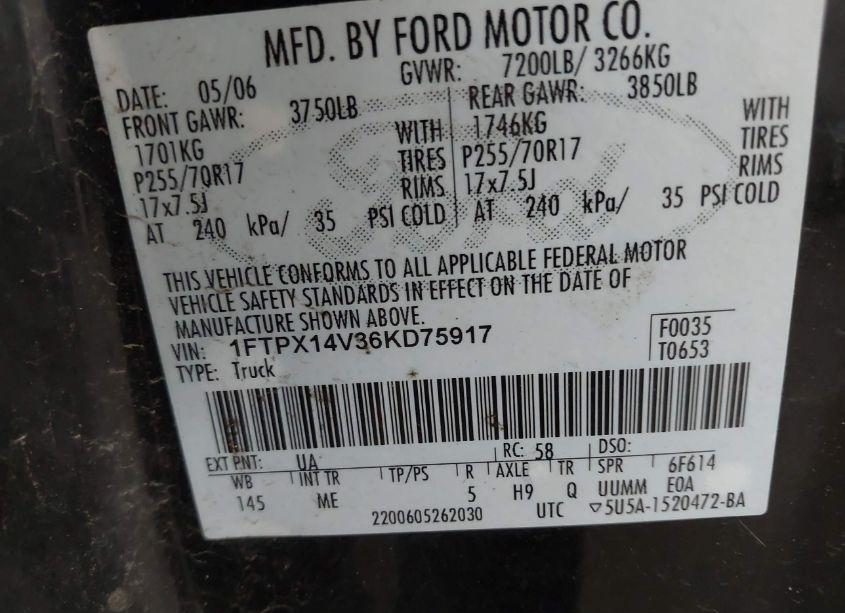 MFD. BY FORD MOTOR CO.
DATE: 05/06 GVWR: 7200LB/ 3266KG
FRONT GAWR: 3750LB REAR GAWR: 3850LB
1701KG WITH 1746KG WITH
P255/70R17 TIRES P255/70R17 TIRES
17x7.5J RIMS 17x7.5J RIMS
AT 240 kPa/ 35 PSI COLD AT 240 kPa/ 35 PSI COLD
THIS VEHICLE CONFORMS TO ALL APPLICABLE FEDERAL MOTOR
VEHICLE SAFETY STANDARDS IN EFFECT ON THE DATE OF
MANUFACTURE SHOWN ABOVE.
VIN: 1FTPX14V36KD75917 F0035
TYPE: Truck T0653
EXT PNT: UA RC: 58 DSO:
WB INT TR TP/PS R AXLE TR SPR 6F614
145 ME 5 H9 Q UUMM EOA
2200605262030 UTC ▽5U5A-1520472-BA